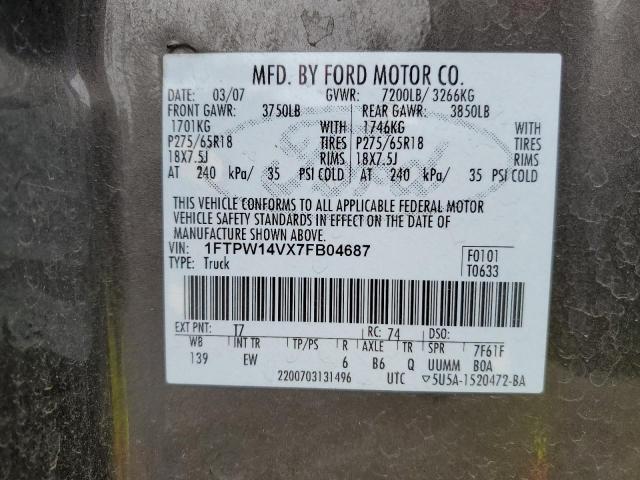 MFD. BY FORD MOTOR CO.
DATE: 03/07 GVWR: 7200LB/ 3266KG
FRONT GAWR: 3750LB REAR GAWR: 3850LB
1701KG 1746KG
P275/65R18 TIRES P275/65R18 TIRES
18X7.5J RIMS 18X7.5J RIMS
AT 240 kPa/ 35 PSI COLD AT 240 kPa/ 35 PSI COLD
THIS VEHICLE CONFORMS TO ALL APPLICABLE FEDERAL MOTOR
VEHICLE SAFETY STANDARDS IN EFFECT ON THE DATE OF
MANUFACTURE SHOWN ABOVE.
VIN: 1FTPW14VX7FB04687 F0101
TYPE: Truck T0633
EXT PNT: T7 RC: 74 DSO:
WB INT TR TP/PS R AXLE TR SPR 7F61F
139 EW 6 B6 Q UUMM BOA
2200703131496 UTC ▽5U5A-1520472-BA